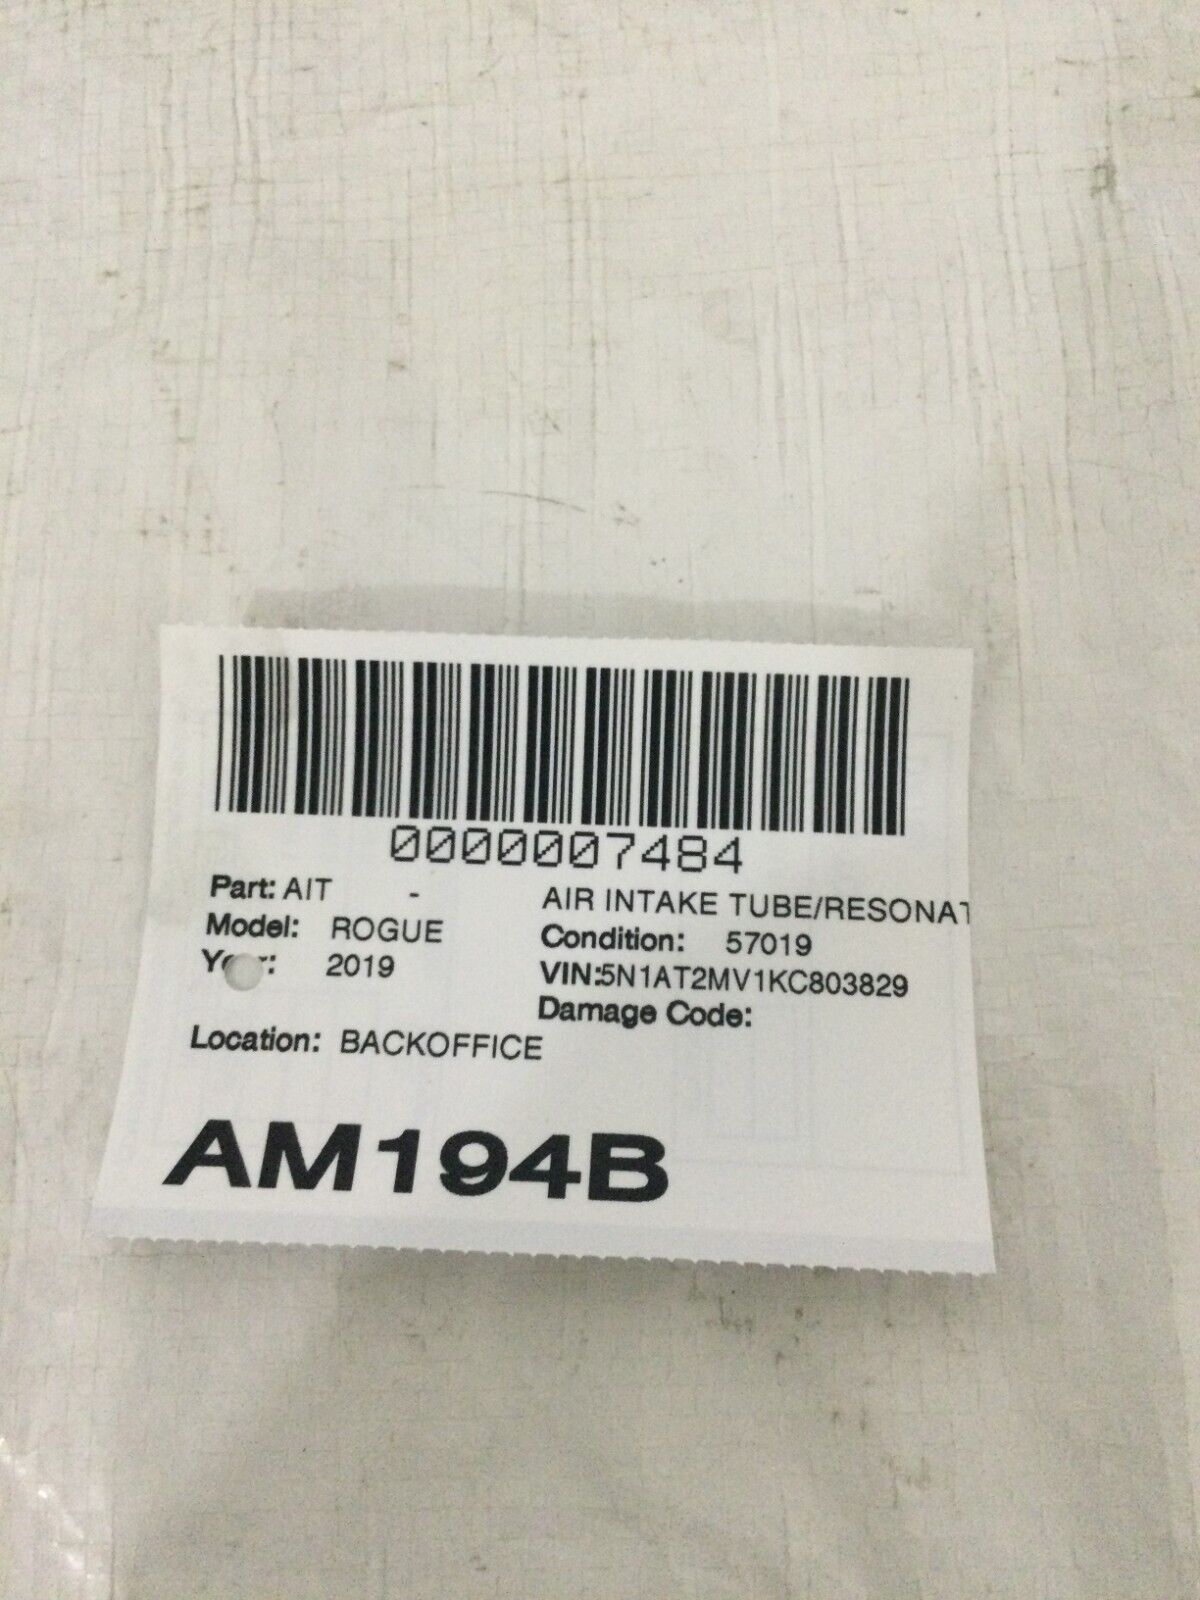 0000007484
Part: AIT - AIR INTAKE TUBE/RESONAT
Model: ROGUE Condition: 57019
2019 VIN:5N1AT2MV1KC803829
Damage Code:
Location: BACKOFFICE
AM194B